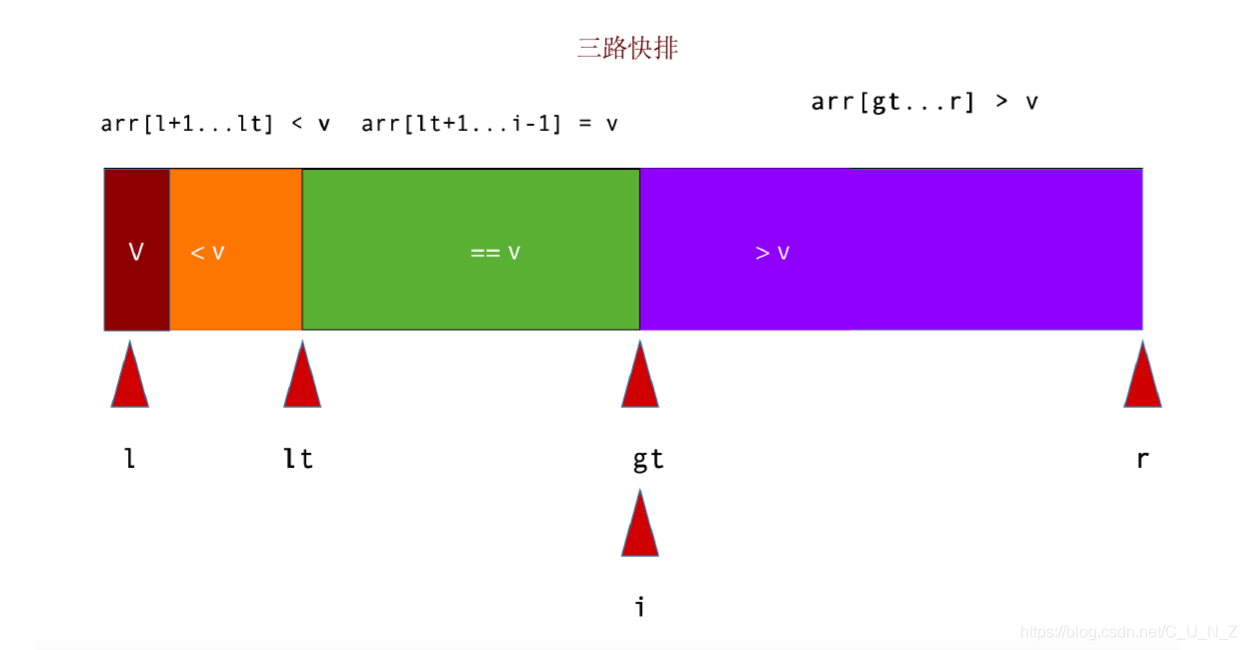 三路快排
arr[gt...r] > v
arr[l+1...lt] < v arr[lt+1...i-1] = v
V < v == v > v
l lt gt r
i
https://blog.csdn.net/C_U_N_Z